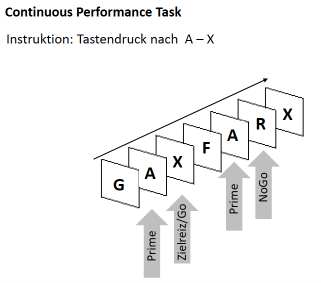 Continuous Performance Task
Instruktion: Tastendruck nach A – X
G
A
X
F
A
R
X
Prime
Zielreiz/Go
Prime
NoGo